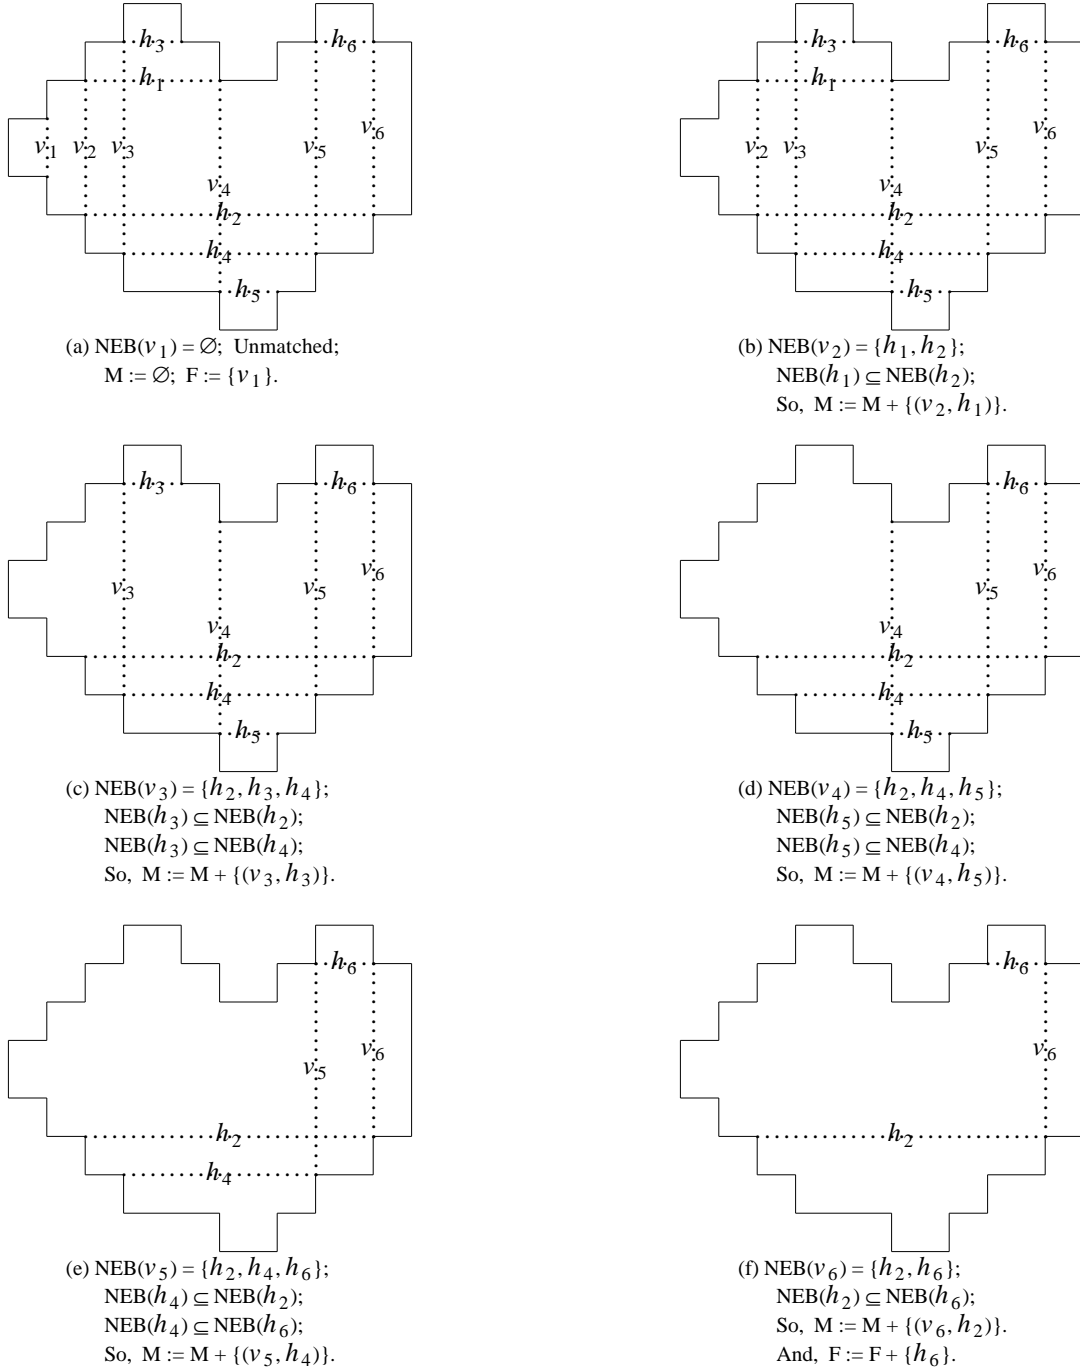 h3 h6
h1
v1 v2 v3 v5 v6
v4
h2
h4
h5
(a) NEB(v1) = ∅; Unmatched;
M := ∅; F := {v1}.
h3 h6
h1
v2 v3 v5 v6
v4
h2
h4
h5
(b) NEB(v2) = {h1, h2};
NEB(h1) ⊆ NEB(h2);
So, M := M + {(v2, h1)}.
h3 h6
v3 v5 v6
v4
h2
h4
h5
(c) NEB(v3) = {h2, h3, h4};
NEB(h3) ⊆ NEB(h2);
NEB(h3) ⊆ NEB(h4);
So, M := M + {(v3, h3)}.
h6
v5 v6
v4
h2
h4
h5
(d) NEB(v4) = {h2, h4, h5};
NEB(h5) ⊆ NEB(h2);
NEB(h5) ⊆ NEB(h4);
So, M := M + {(v4, h5)}.
h6
v5 v6
h2
h4
(e) NEB(v5) = {h2, h4, h6};
NEB(h4) ⊆ NEB(h2);
NEB(h4) ⊆ NEB(h6);
So, M := M + {(v5, h4)}.
h6
v6
h2
(f) NEB(v6) = {h2, h6};
NEB(h2) ⊆ NEB(h6);
So, M := M + {(v6, h2)}.
And, F := F + {h6}.